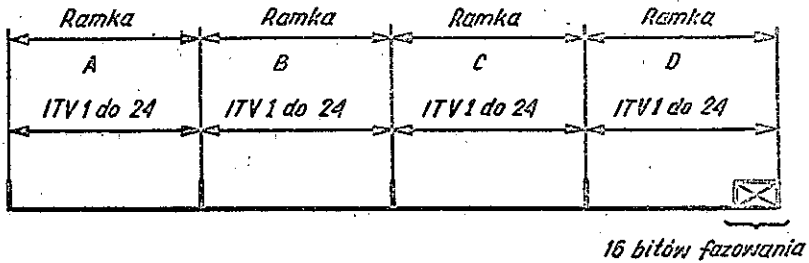 Ramka Ramka Ramka Ramka
A B C D
ITV 1 do 24 ITV 1 do 24 ITV 1 do 24 ITV 1 do 24
16 bitów fazowania